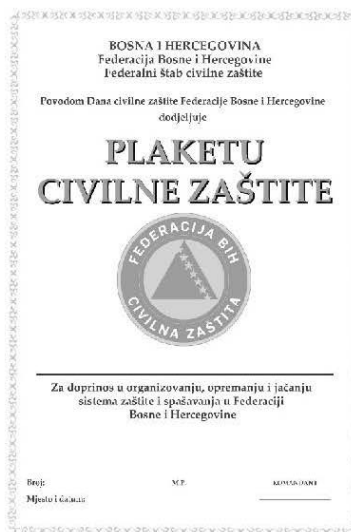 BOSNA I HERCEGOVINA
Federacija Bosne i Hercegovine
Federalni štab civilne zaštite
Povodom Dana civilne zaštite Federacije Bosne i Hercegovine
dodjeljuje
PLAKETU
CIVILNE ZAŠTITE
FEDERACIJA BIH
CIVILNA ZAŠTITA
Za doprinos u organizovanju, opremanju i jačanju
sistema zaštite i spašavanja u Federaciji
Bosne i Hercegovine
Broj: M.P. KOMANDANT
Mjesto i datum: